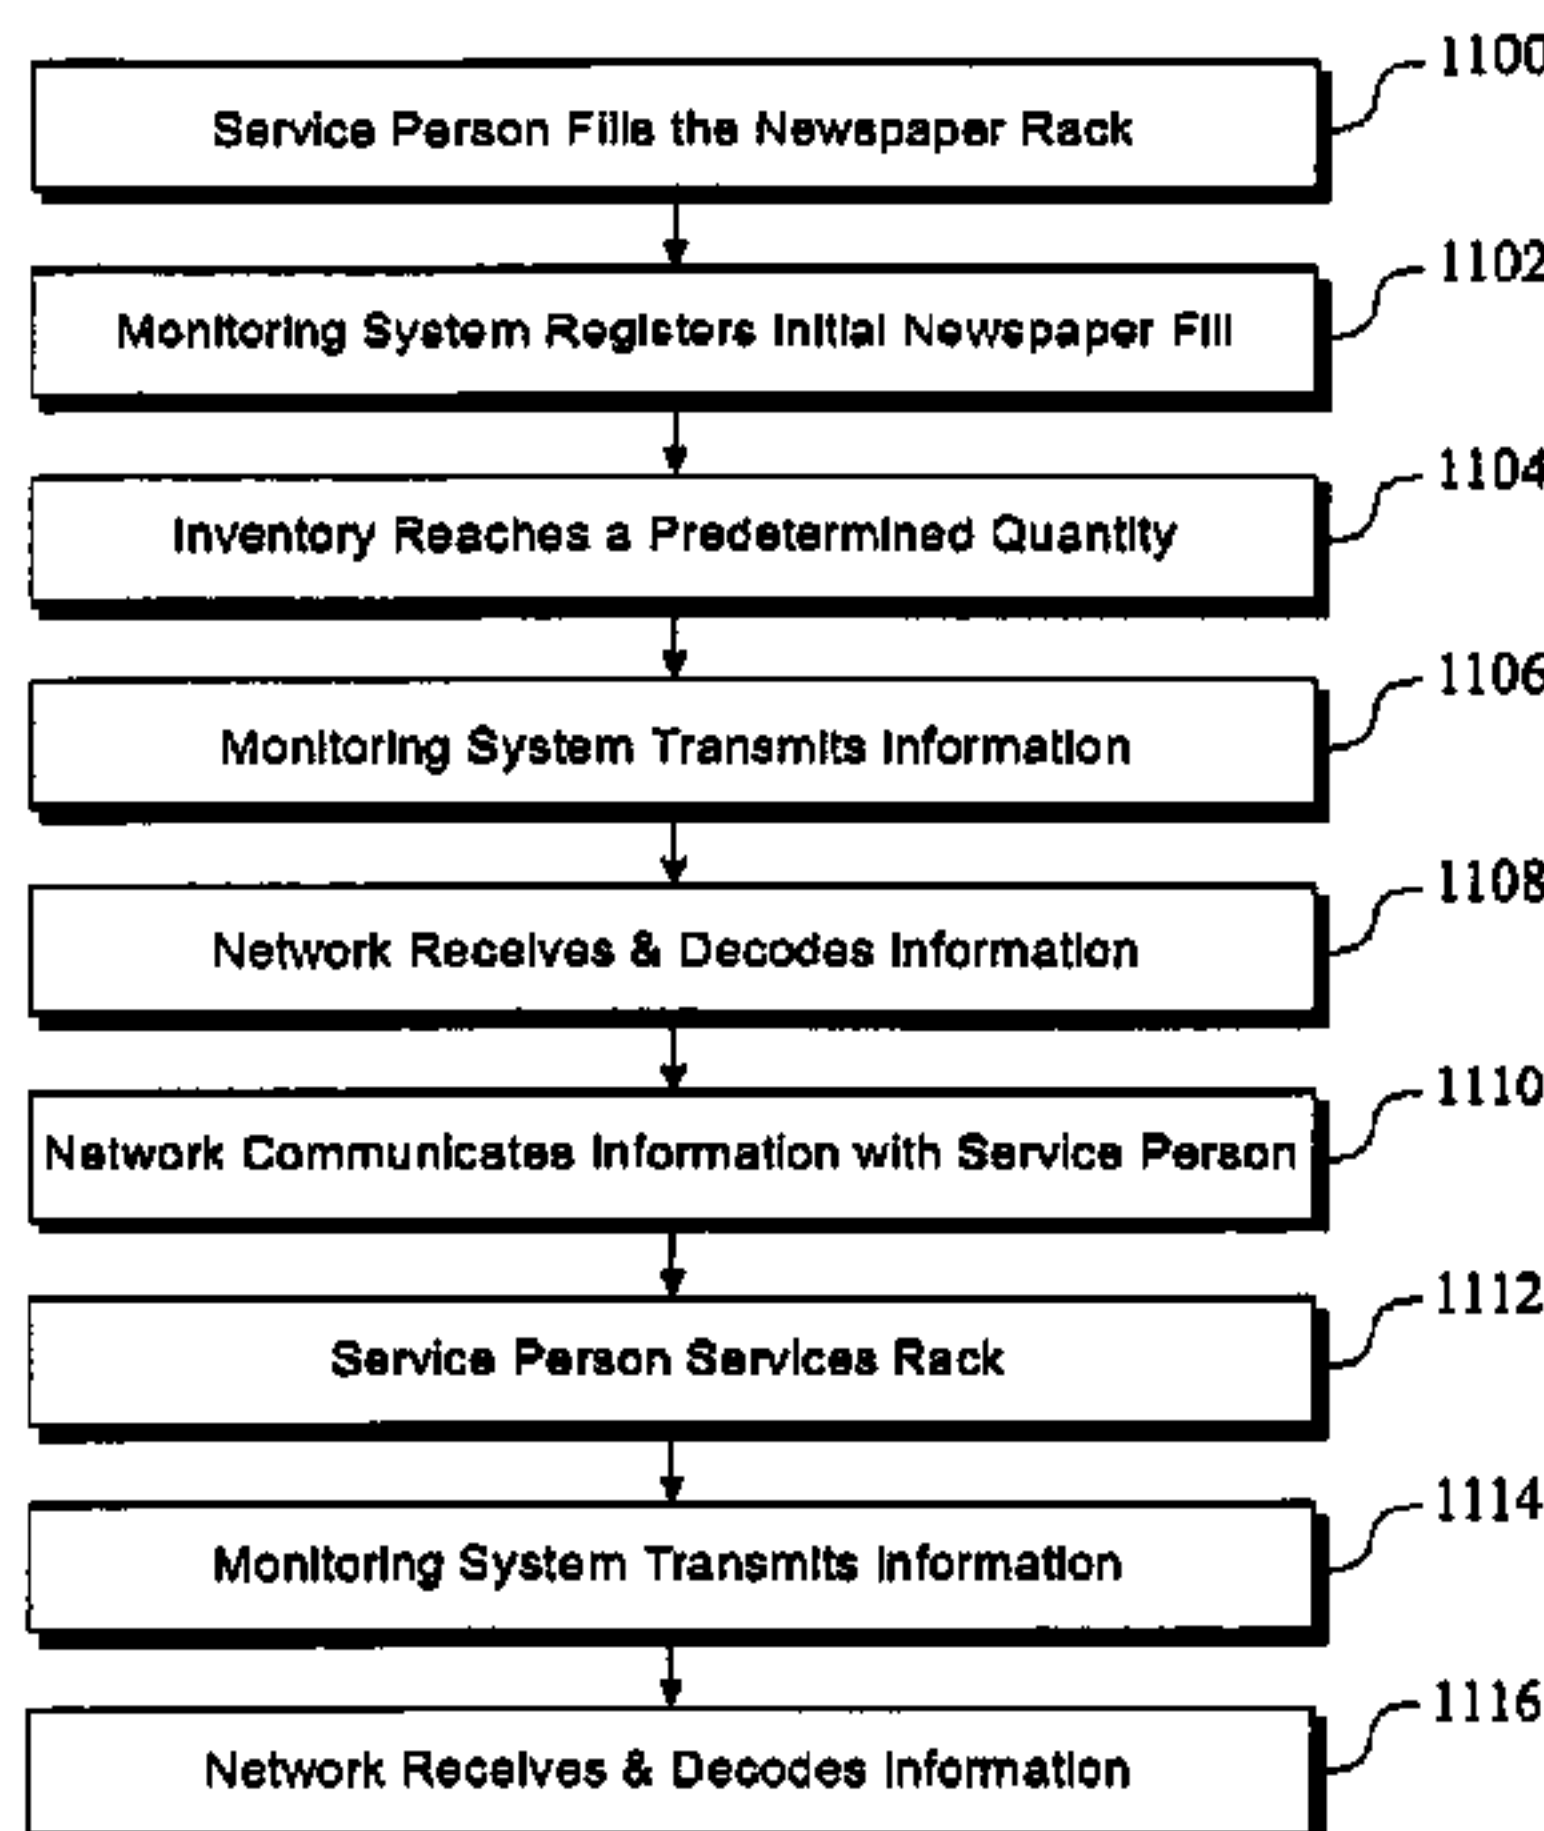 1100
Service Person Fills the Newspaper Rack
1102
Monitoring System Registers Initial Newspaper Fill
1104
Inventory Reaches a Predetermined Quantity
1106
Monitoring System Transmits Information
1108
Network Receives & Decodes Information
1110
Network Communicates Information with Service Person
1112
Service Person Services Rack
1114
Monitoring System Transmits Information
1116
Network Receives & Decodes Information